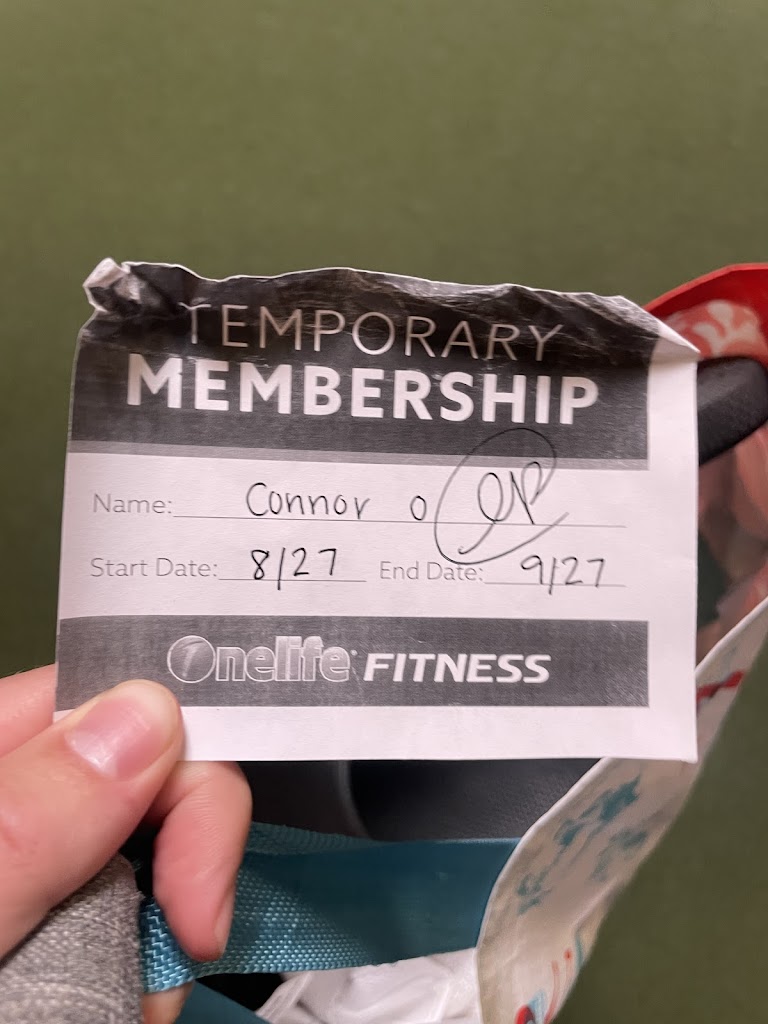 TEMPORARY
MEMBERSHIP
Name: Connor O
Start Date: 8/27 End Date: 9/27
Onelife FITNESS